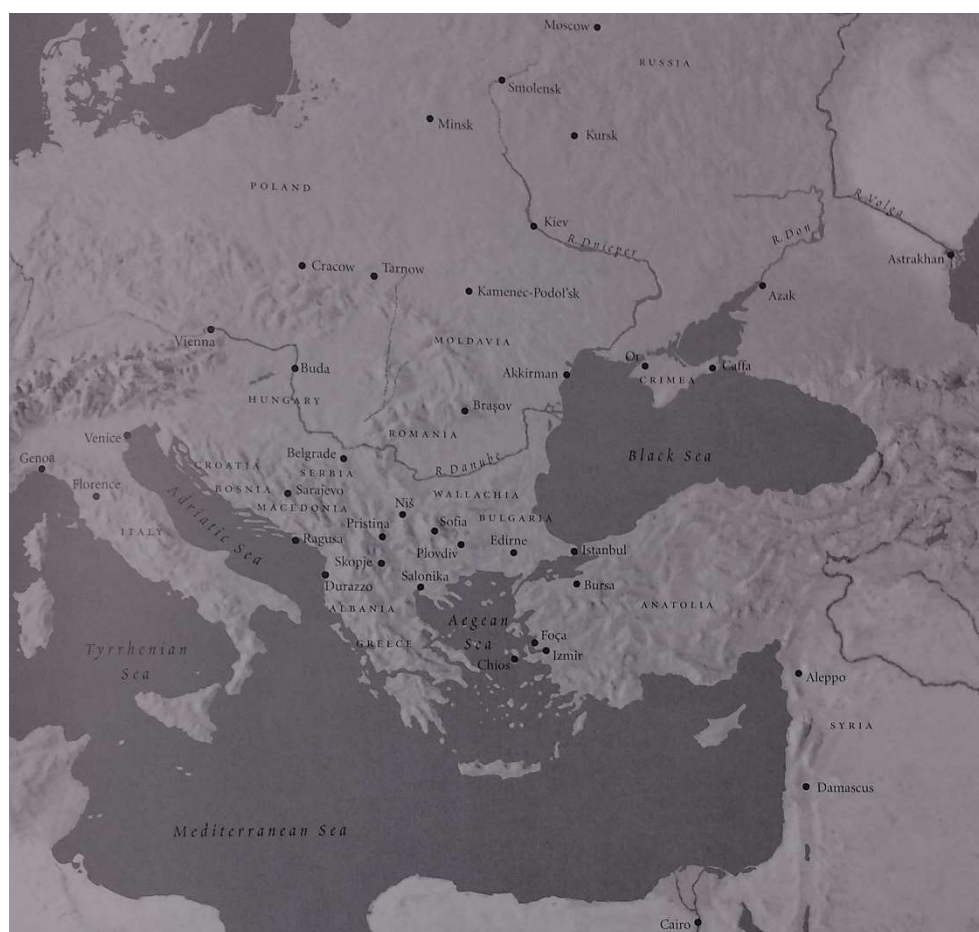 Moscow
RUSSIA
Smolensk
Minsk
Kursk
POLAND
R. Volga
Kiev
R. Dnieper
R. Don
Astrakhan
Cracow
Tarnow
Kamenec-Podol'sk
Azak
Vienna
MOLDAVIA
Buda
Akkirman
Or
CRIMEA
Caffa
HUNGARY
Braşov
Venice
ROMANIA
Genoa
Belgrade
R. Danube
Black Sea
CROATIA
SERBIA
Florence
BOSNIA
Sarajevo
WALLACHIA
Adriatic Sea
MACEDONIA
Niš
BULGARIA
ITALY
Pristina
Sofia
Ragusa
Plovdiv
Edirne
Istanbul
Skopje
Durazzo
Salonika
Bursa
ALBANIA
ANATOLIA
Aegean
Sea
GREECE
Foça
Izmir
Tyrrhenian
Sea
Chios
Aleppo
SYRIA
Damascus
Mediterranean Sea
Cairo